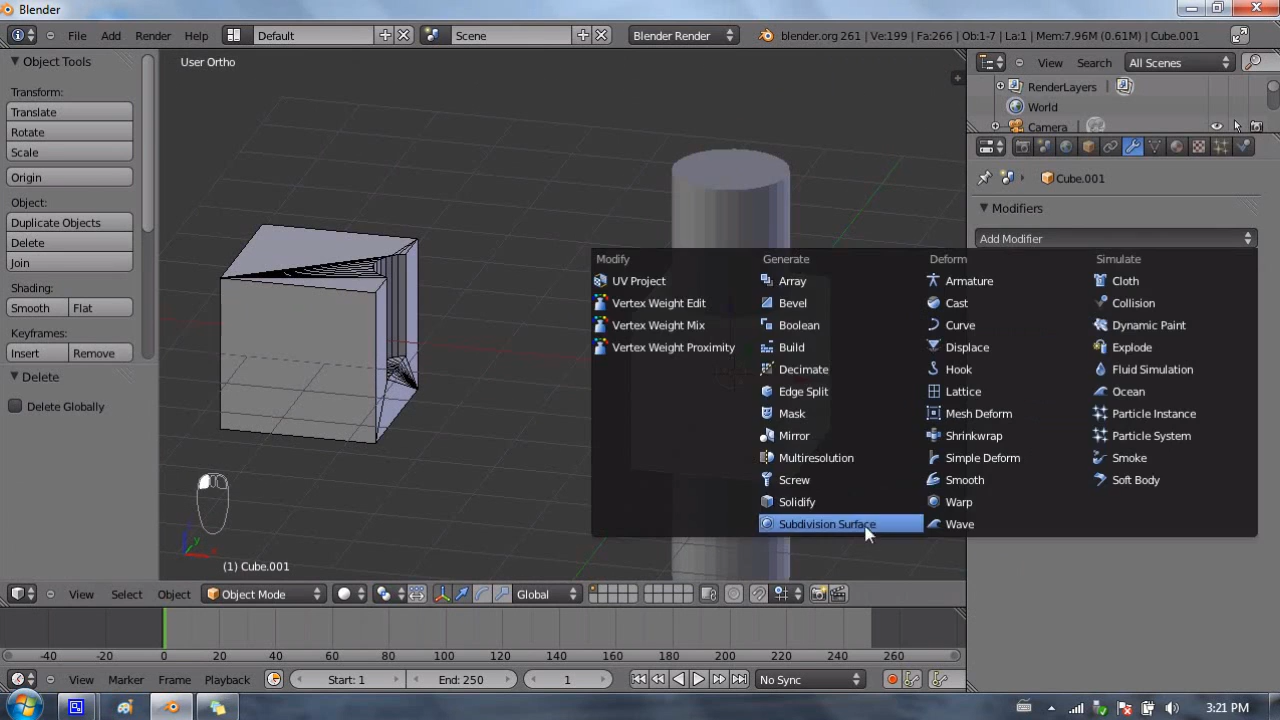 Blender
File Add Render Help Default Scene Blender Render blender.org 261 | Ve:199 | Fa:266 | Ob:1-7 | La:1 | Mem:7.96M (0.61M) | Cube.001
Object Tools
Transform:
Translate
Rotate
Scale
Origin
Object:
Duplicate Objects
Delete
Join
Shading:
Smooth Flat
Keyframes:
Insert Remove
Delete
Delete Globally
User Ortho
z
y
x
(1) Cube.001
View Search All Scenes
RenderLayers |
World
Camera |
Cube.001
Modifiers
Add Modifier
Modify
UV Project
Vertex Weight Edit
Vertex Weight Mix
Vertex Weight Proximity
Generate
Array
Bevel
Boolean
Build
Decimate
Edge Split
Mask
Mirror
Multiresolution
Screw
Solidify
Subdivision Surface
Deform
Armature
Cast
Curve
Displace
Hook
Lattice
Mesh Deform
Shrinkwrap
Simple Deform
Smooth
Warp
Wave
Simulate
Cloth
Collision
Dynamic Paint
Explode
Fluid Simulation
Ocean
Particle Instance
Particle System
Smoke
Soft Body
View Select Object Object Mode Global
-40 -20 0 20 40 60 80 100 120 140 160 180 200 220 240 260
View Marker Frame Playback Start: 1 End: 250 1 No Sync
3:21 PM